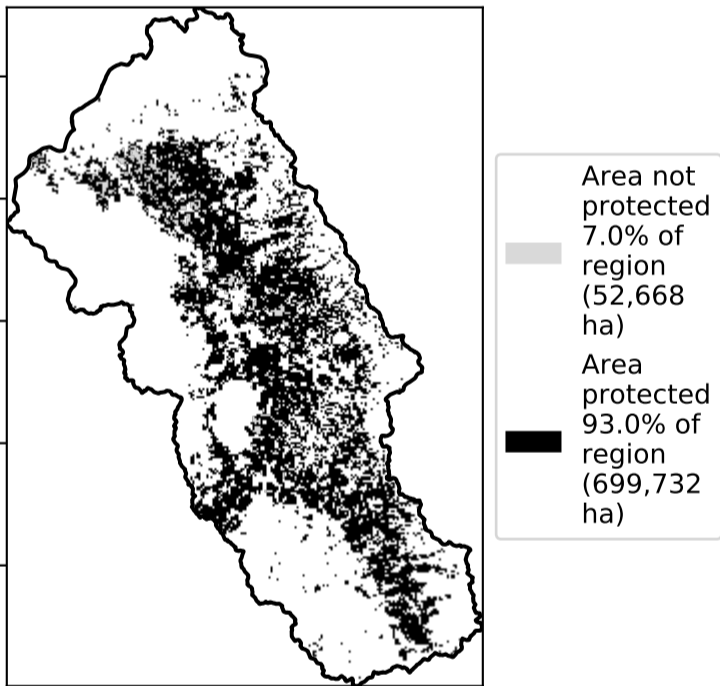 Area not
protected
7.0% of
region
(52,668
ha)
Area
protected
93.0% of
region
(699,732
ha)